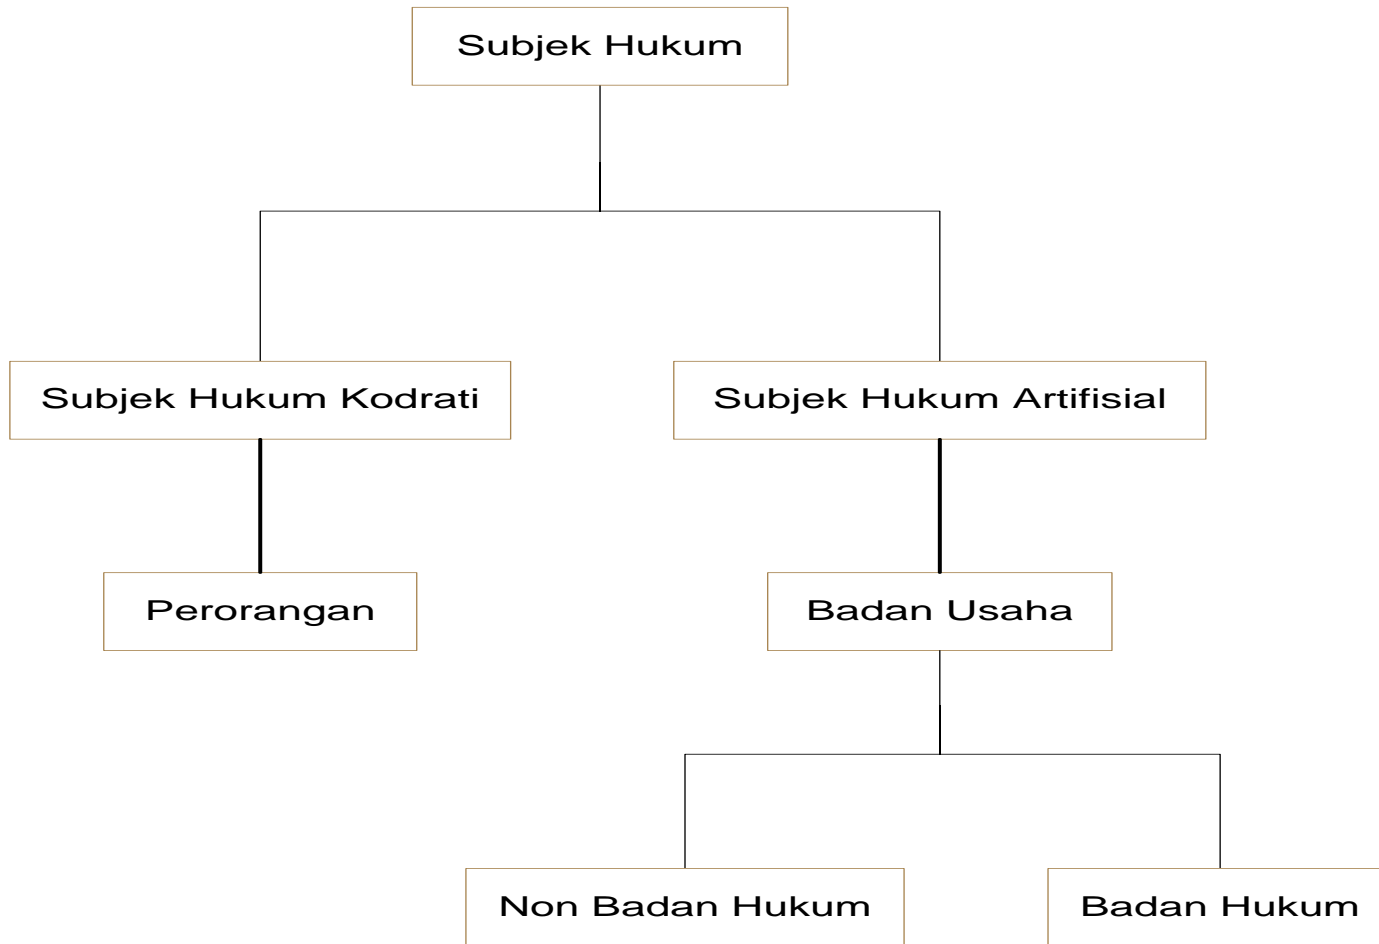 Subjek Hukum
Subjek Hukum Kodrati
Subjek Hukum Artifisial
Perorangan
Badan Usaha
Non Badan Hukum
Badan Hukum